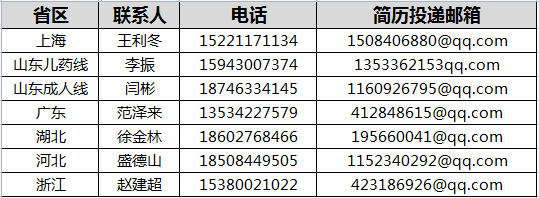 省区 联系人 电话 简历投递邮箱
上海 王利冬 15221171134 1508406880@qq.com
山东儿药线 李振 15943007374 1353362153qq.com
山东成人线 闫彬 18746334145 1160926795@qq.com
广东 范泽来 13534227579 412848615@qq.com
湖北 徐金林 18602768466 195660041@qq.com
河北 盛德山 18508449505 1152340292@qq.com
浙江 赵建超 15380021022 423186926@qq.com